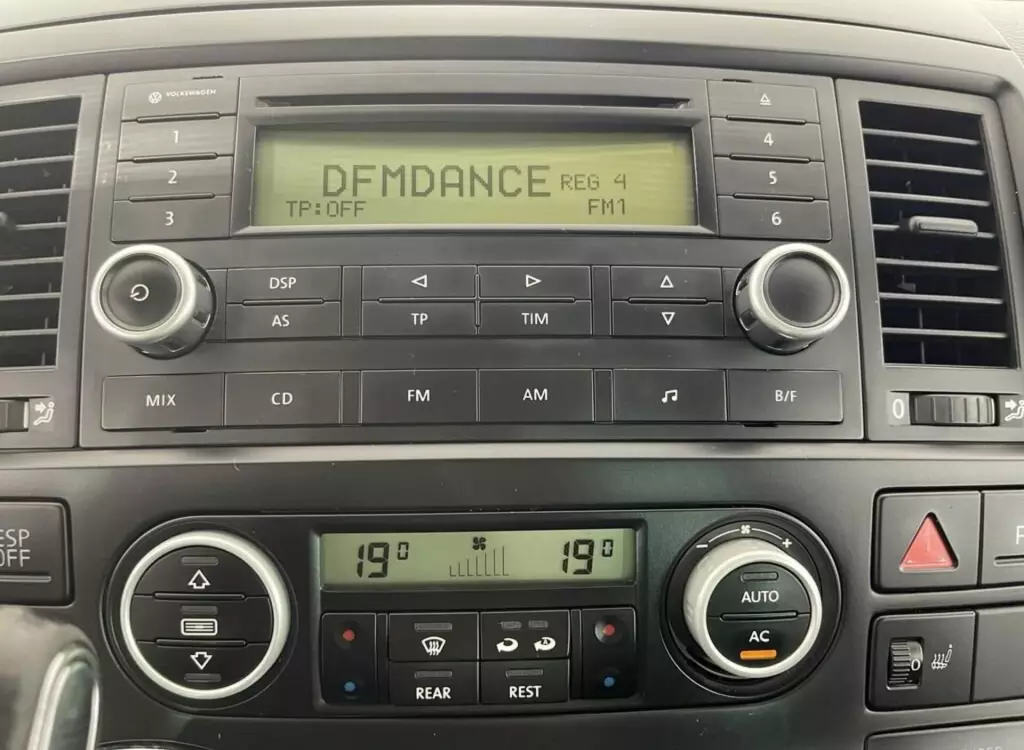 VOLKSWAGEN
1
2
3
4
5
6
DFMDANCE REG 4
TP:OFF FM1
DSP
AS
TP
TIM
MIX
CD
FM
AM
B/F
0
ESP
OFF
19° 19°
REAR
REST
- +
AUTO
AC
0